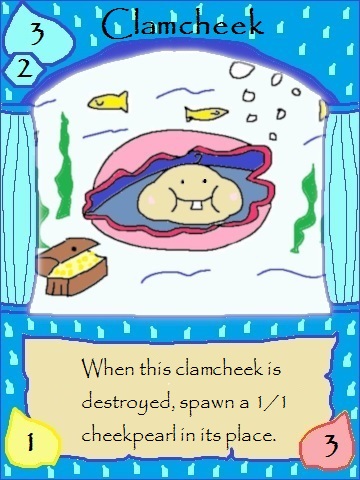 3
Clamcheek
2
When this clamcheek is
destroyed, spawn a 1/1
cheekpearl in its place.
1
3